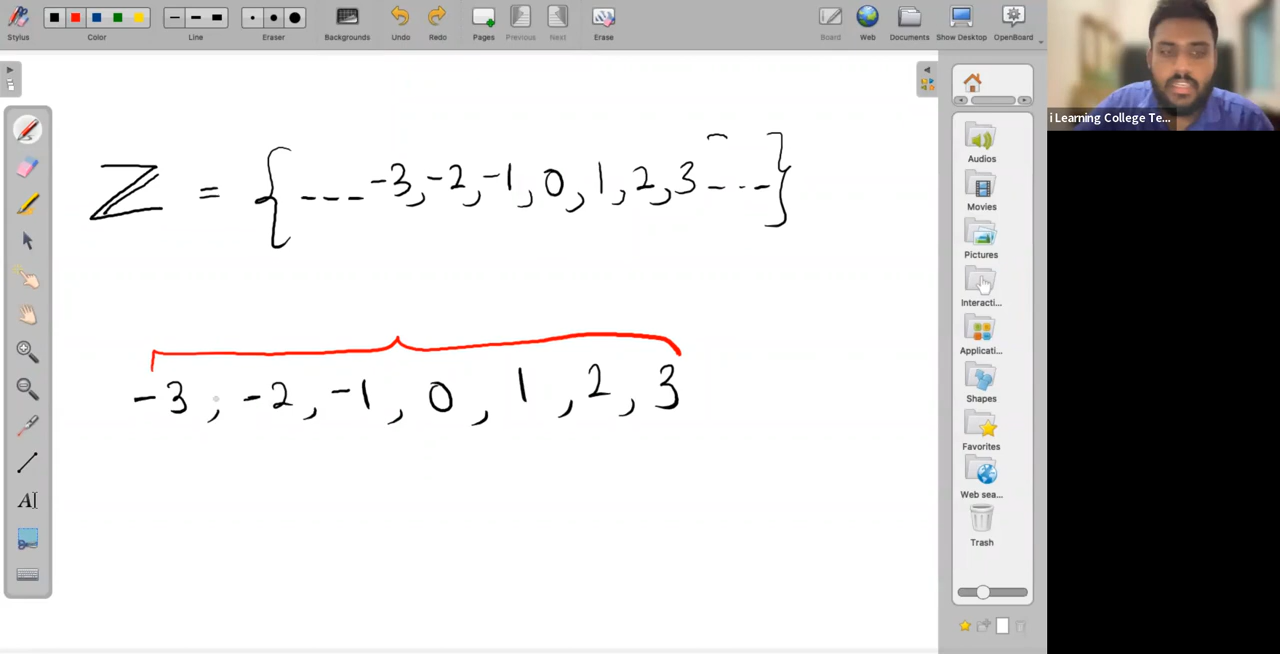 Stylus Color Line Eraser Backgrounds Undo Redo Pages Previous Next Erase Board Web Documents Show Desktop OpenBoard
i Learning College Te...
ℤ = { --- -3, -2, -1, 0, 1, 2, 3 --- }
-3, -2, -1, 0, 1, 2, 3
Audios
Movies
Pictures
Interacti...
Applicati...
Shapes
Favorites
Web sea...
Trash
AI